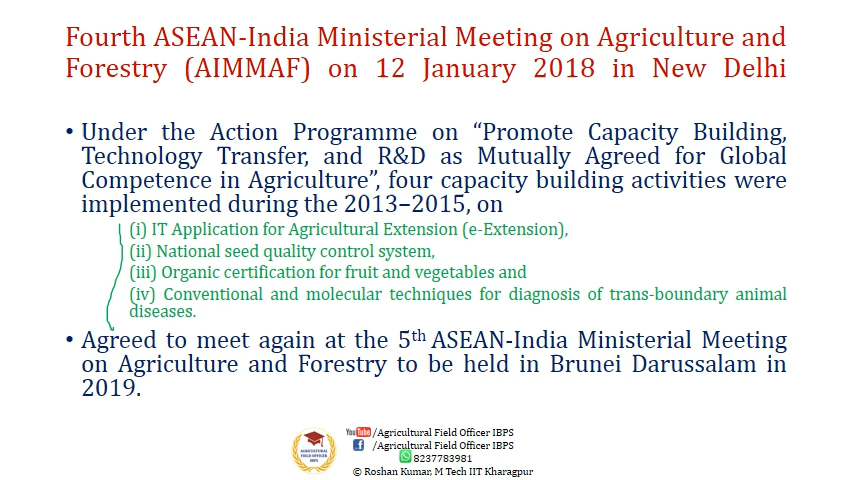 Fourth ASEAN-India Ministerial Meeting on Agriculture and
Forestry (AIMMAF) on 12 January 2018 in New Delhi
• Under the Action Programme on “Promote Capacity Building,
Technology Transfer, and R&D as Mutually Agreed for Global
Competence in Agriculture”, four capacity building activities were
implemented during the 2013–2015, on
(i) IT Application for Agricultural Extension (e-Extension),
(ii) National seed quality control system,
(iii) Organic certification for fruit and vegetables and
(iv) Conventional and molecular techniques for diagnosis of trans-boundary animal
diseases.
• Agreed to meet again at the 5th ASEAN-India Ministerial Meeting
on Agriculture and Forestry to be held in Brunei Darussalam in
2019.
AGRICULTURAL
FIELD OFFICER
IBPS
YouTube /Agricultural Field Officer IBPS
f /Agricultural Field Officer IBPS
8237783981
© Roshan Kumar, M Tech IIT Kharagpur